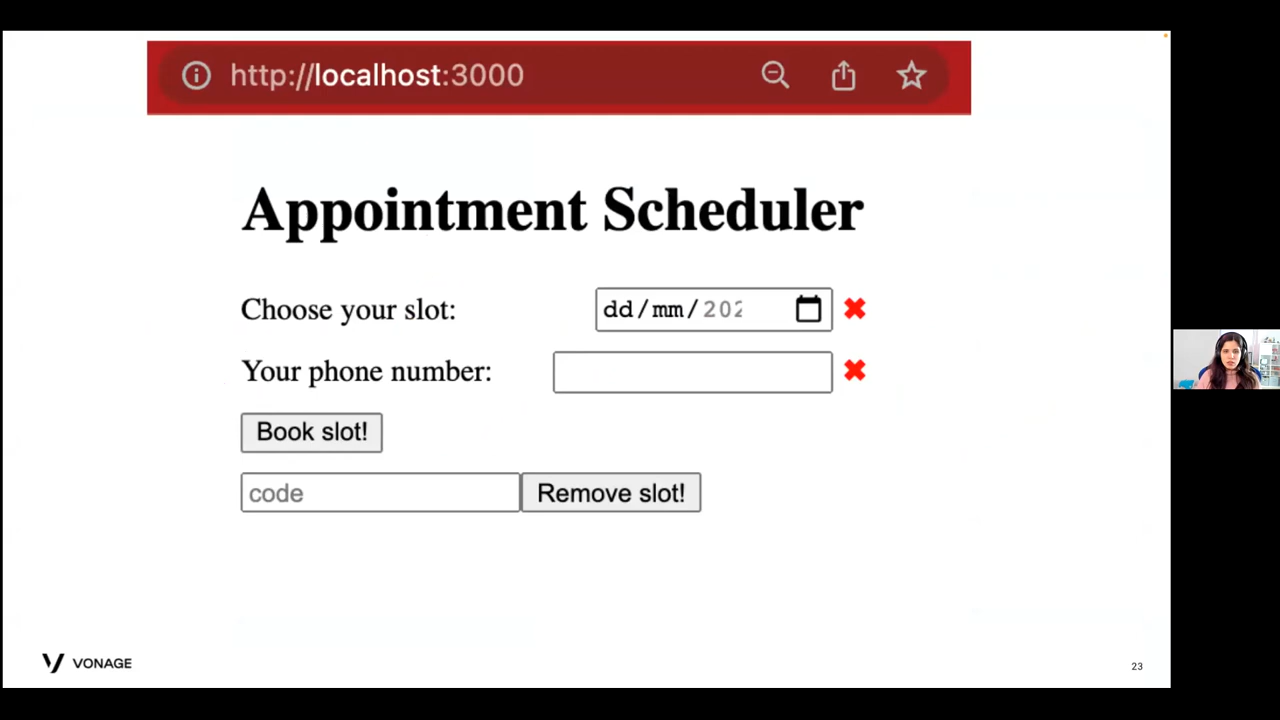 http://localhost:3000
Appointment Scheduler
Choose your slot: dd/mm/202
Your phone number:
Book slot!
code Remove slot!
VONAGE 23